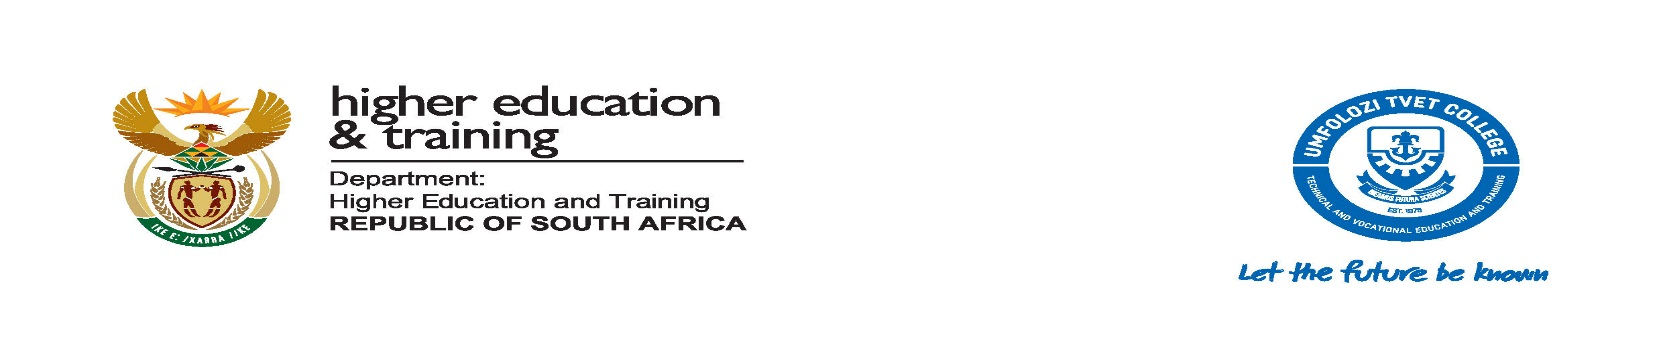 higher education
& training
Department:
Higher Education and Training
REPUBLIC OF SOUTH AFRICA
!KE E: /XARRA //KE
UMFOLOZI TVET COLLEGE
EST. 1979
TECHNICAL AND VOCATIONAL EDUCATION AND TRAINING
Let the future be known